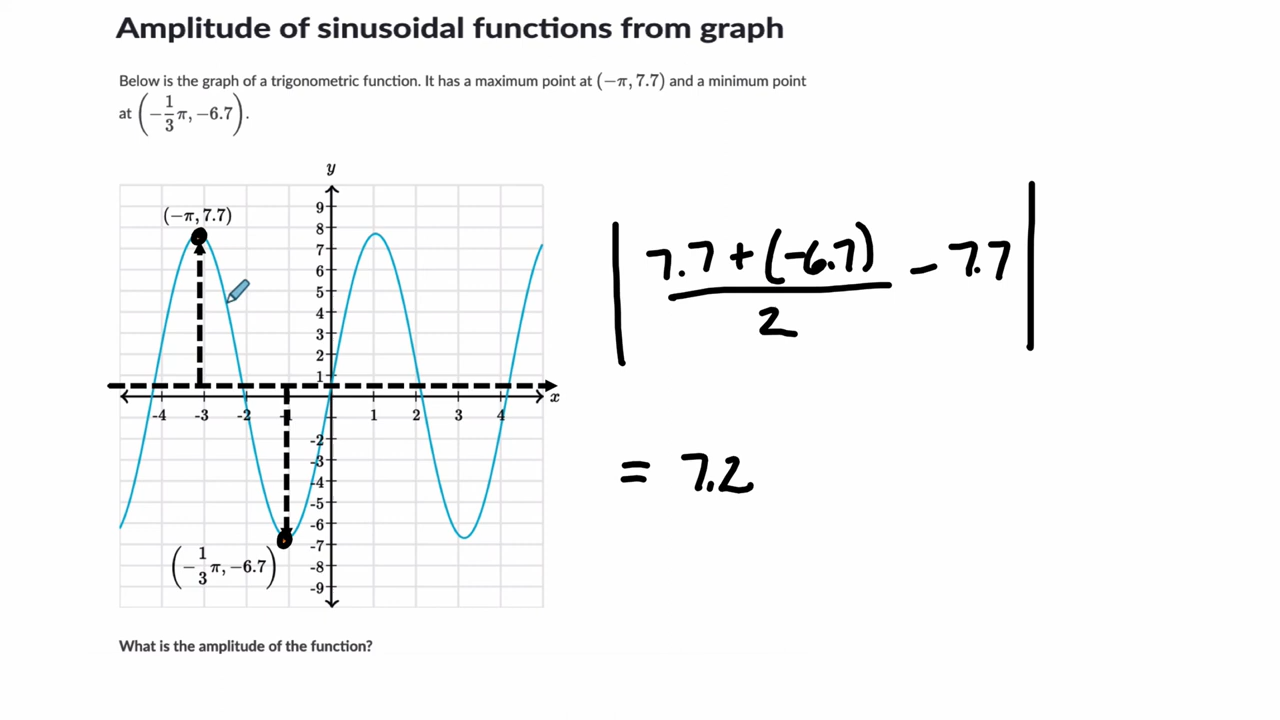 Amplitude of sinusoidal functions from graph
Below is the graph of a trigonometric function. It has a maximum point at (−π, 7.7) and a minimum point
at (−1/3 π, −6.7).
y
(−π, 7.7)
9
8
7
6
5
4
3
2
1
x
-4 -3 -2 -1 1 2 3 4
-2
-3
-4
-5
-6
-7
-8
-9
(−1/3 π, −6.7)
| (7.7 + (-6.7))/2 - 7.7 |
= 7.2
What is the amplitude of the function?